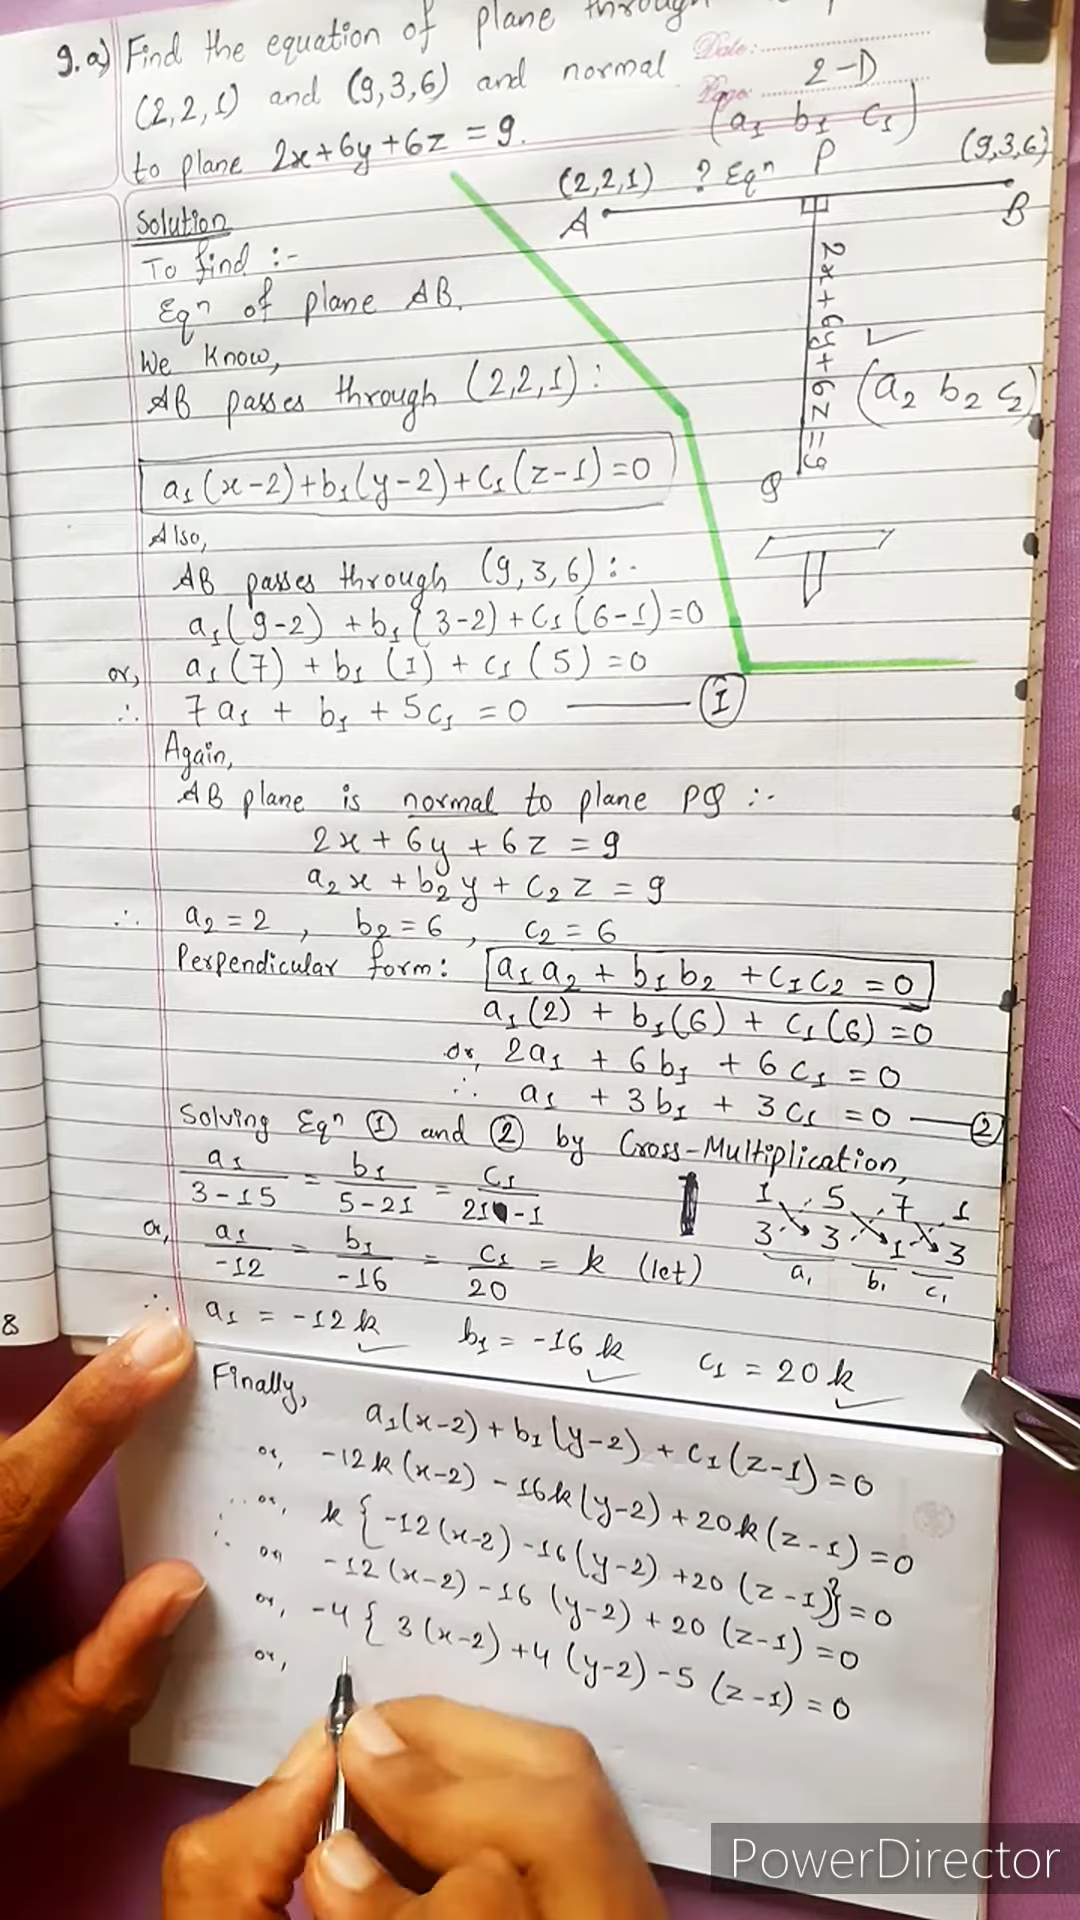 9. a) Find the equation of plane through
(2,2,1) and (9,3,6) and normal
to plane 2x+6y+6z = 9.
Date:
Page:
2-D
(a₁ b₁ c₁)
(2,2,1) ? Eqⁿ P (9,3,6)
A B
2x+6y+6z=9
(a₂ b₂ c₂)
Q
Solution
To find :-
Eqⁿ of plane AB.
We Know,
AB passes through (2,2,1):
a₁(x-2)+b₁(y-2)+c₁(z-1)=0
Also,
AB passes through (9,3,6):-
a₁(9-2) + b₁(3-2)+c₁(6-1)=0
or, a₁(7) + b₁(1) + c₁(5) = 0
∴ 7a₁ + b₁ + 5c₁ = 0 — I
Again,
AB plane is normal to plane PQ :-
2x+6y+6z = 9
a₂x + b₂y + c₂z = 9
∴ a₂=2, b₂=6, c₂=6
Perpendicular form: a₁a₂ + b₁b₂ + c₁c₂ = 0
a₁(2) + b₁(6) + c₁(6) = 0
or, 2a₁ + 6b₁ + 6c₁ = 0
∴ a₁ + 3b₁ + 3c₁ = 0 — 2
Solving Eqⁿ 1 and 2 by Cross-Multiplication,
a₁/3-15 = b₁/5-21 = c₁/21-1
1 5 7 1
3 3 1 3
a₁ b₁ c₁
or, a₁/-12 = b₁/-16 = c₁/20 = k (let)
∴ a₁ = -12k b₁ = -16k c₁ = 20k
8
Finally,
a₁(x-2)+b₁(y-2)+c₁(z-1)=0
or, -12k(x-2) -16k(y-2)+20k(z-1)=0
or, k{-12(x-2) -16(y-2) +20(z-1)}=0
∴ or, -12(x-2) -16(y-2)+20(z-1)=0
or, -4{3(x-2)+4(y-2)-5(z-1)=0
or,
PowerDirector